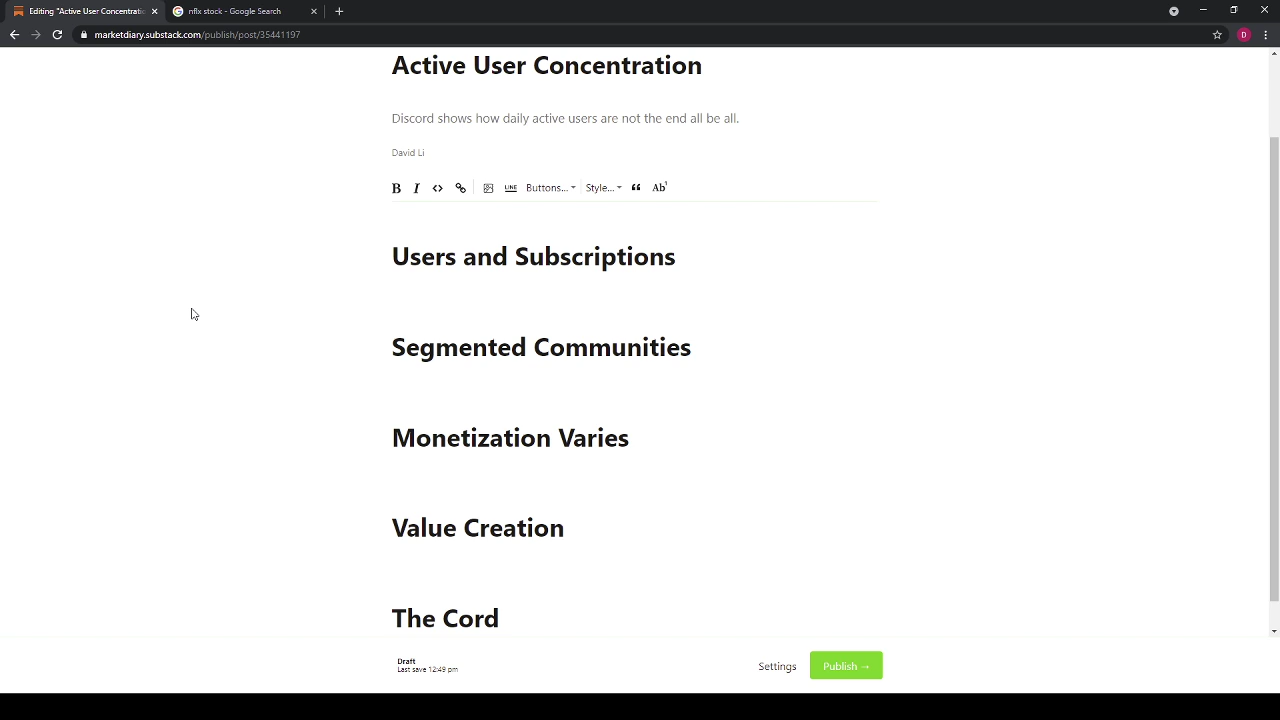 Editing "Active User Concentratio
nflx stock - Google Search
marketdiary.substack.com/publish/post/35441197
D
Active User Concentration
Discord shows how daily active users are not the end all be all.
David Li
B I <> LINE Buttons... Style... “ Ab¹
Users and Subscriptions
Segmented Communities
Monetization Varies
Value Creation
The Cord
Draft
Last save 12:49 pm
Settings
Publish →